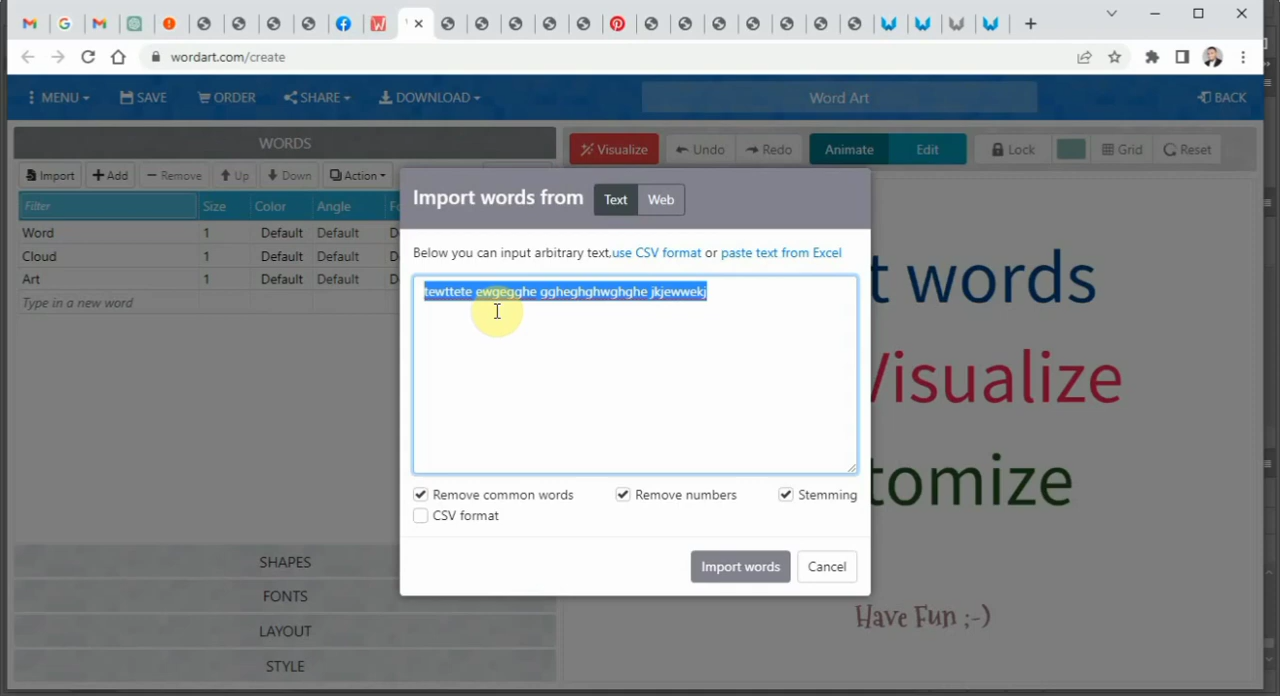 wordart.com/create
MENU SAVE ORDER SHARE DOWNLOAD Word Art BACK
WORDS Visualize Undo Redo Animate Edit Lock Grid Reset
Import Add Remove Up Down Action
Filter Size Color Angle
Word 1 Default Default
Cloud 1 Default Default
Art 1 Default Default
Type in a new word
Import words from Text Web
Below you can input arbitrary text,use CSV format or paste text from Excel
tewttete ewgegghe ggheghghwghghe jkjewwekj
Remove common words Remove numbers Stemming
CSV format
Import words Cancel
t words
Visualize
tomize
Have Fun ;-)
SHAPES
FONTS
LAYOUT
STYLE